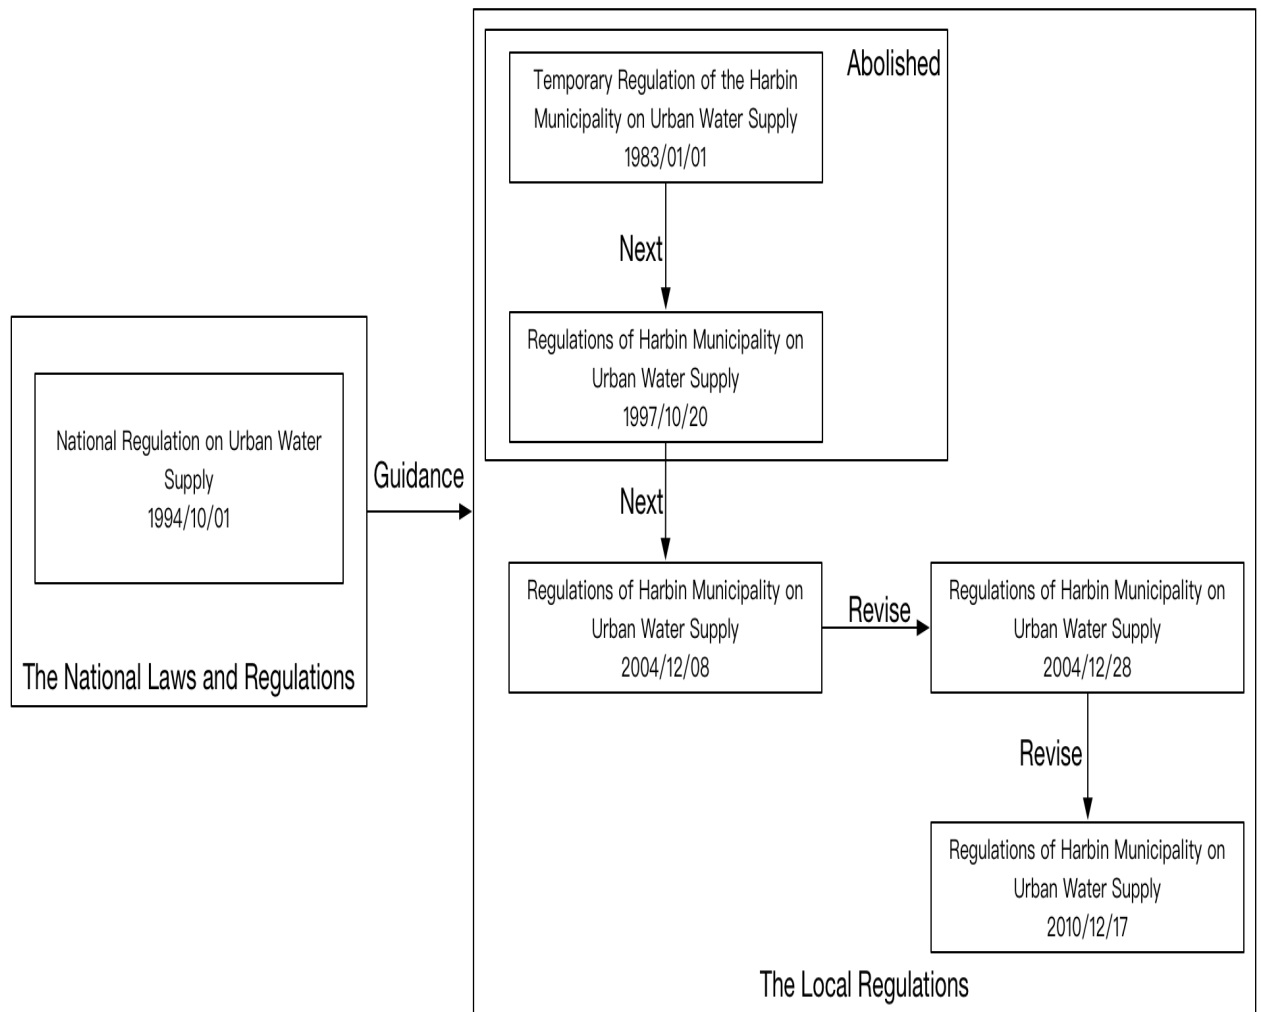 Abolished
Temporary Regulation of the Harbin
Municipality on Urban Water Supply
1983/01/01
Next
Regulations of Harbin Municipality on
Urban Water Supply
1997/10/20
National Regulation on Urban Water
Supply
1994/10/01
The National Laws and Regulations
Guidance
Next
Regulations of Harbin Municipality on
Urban Water Supply
2004/12/08
Revise
Regulations of Harbin Municipality on
Urban Water Supply
2004/12/28
Revise
Regulations of Harbin Municipality on
Urban Water Supply
2010/12/17
The Local Regulations